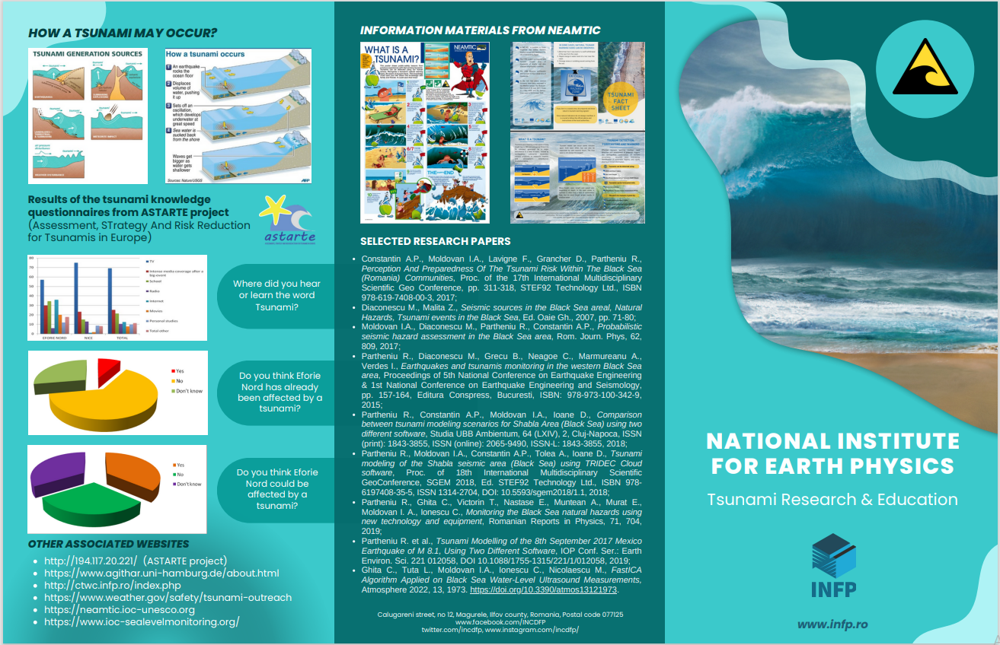 HOW A TSUNAMI MAY OCCUR?
TSUNAMI GENERATION SOURCES
How a tsunami occurs
1 An earthquake
rocks the
ocean floor
2 Displaces
volume of
water, pushing
it up
3 Sets off an
oscillation,
which develops
underwater at
great speed
4 Sea water is
sucked back
from the shore
Waves get
bigger as
water gets
shallower
Sources: Nature/USGS
AFP
Results of the tsunami knowledge
questionnaires from ASTARTE project
(Assessment, STrategy And Risk Reduction
for Tsunamis in Europe)
astarte
80
70
60
50
40
30
20
10
0
EFORIE NORD NICE TOTAL
TV
Intense media coverage after a
big event
School
Radio
Internet
Movies
Personal studies
Total other
Where did you hear
or learn the word
Tsunami?
Yes
No
Don't know
Do you think Eforie
Nord has already
been affected by a
tsunami?
Yes
No
Don't know
Do you think Eforie
Nord could be
affected by a
tsunami?
OTHER ASSOCIATED WEBSITES
• http://194.117.20.221/ (ASTARTE project)
• https://www.agithar.uni-hamburg.de/about.html
• http://ctwc.infp.ro/index.php
• https://www.weather.gov/safety/tsunami-outreach
• https://neamtic.ioc-unesco.org
• https://www.ioc-sealevelmonitoring.org/
INFORMATION MATERIALS FROM NEAMTIC
WHAT IS A
TSUNAMI?
NEAMTIC
THE END
TSUNAMI
FACT
SHEET
WHAT IS A TSUNAMI?
SELECTED RESEARCH PAPERS
• Constantin A.P., Moldovan I.A., Lavigne F., Grancher D., Partheniu R.,
Perception And Preparedness Of The Tsunami Risk Within The Black Sea
(Romania) Communities, Proc. of the 17th International Multidisciplinary
Scientific Geo Conference, pp. 311-318, STEF92 Technology Ltd., ISBN
978-619-7408-00-3, 2017;
• Diaconescu M., Malita Z., Seismic sources in the Black Sea areal, Natural
Hazards, Tsunami events in the Black Sea, Ed. Oaie Gh., 2007, pp. 71-80;
• Moldovan I.A., Diaconescu M., Partheniu R., Constantin A.P., Probabilistic
seismic hazard assessment in the Black Sea area, Rom. Journ. Phys, 62,
809, 2017;
• Partheniu R., Diaconescu M., Grecu B., Neagoe C., Marmureanu A.,
Verdes I., Earthquakes and tsunamis monitoring in the western Black Sea
area, Proceedings of 5th National Conference on Earthquake Engineering
& 1st National Conference on Earthquake Engineering and Seismology,
pp. 157-164, Editura Conspress, Bucuresti, ISBN: 978-973-100-342-9,
2015;
• Partheniu R., Constantin A.P., Moldovan I.A., Ioane D., Comparison
between tsunami modeling scenarios for Shabla Area (Black Sea) using two
different software, Studia UBB Ambientum, 64 (LXIV), 2, Cluj-Napoca, ISSN
(print): 1843-3855, ISSN (online): 2065-9490, ISSN-L: 1843-3855, 2018;
• Partheniu R., Moldovan I.A., Constantin A.P., Tolea A., Ioane D., Tsunami
modeling of the Shabla seismic area (Black Sea) using TRIDEC Cloud
software, Proc. of 18th International Multidisciplinary Scientific
GeoConference, SGEM 2018, Ed. STEF92 Technology Ltd., ISBN 978-
6197408-35-5, ISSN 1314-2704, DOI: 10.5593/sgem2018/1.1, 2018;
• Partheniu R., Ghita C., Victorin T., Nastase E., Muntean A., Murat E.,
Moldovan I. A., Ionescu C., Monitoring the Black Sea natural hazards using
new technology and equipment, Romanian Reports in Physics, 71, 704,
2019;
• Partheniu R. et al., Tsunami Modelling of the 8th September 2017 Mexico
Earthquake of M 8.1, Using Two Different Software, IOP Conf. Ser.: Earth
Environ. Sci. 221 012058, DOI 10.1088/1755-1315/221/1/012058, 2019;
• Ghita C., Tuta L., Moldovan I.A., Ionescu C., Nicolaescu M., FastICA
Algorithm Applied on Black Sea Water-Level Ultrasound Measurements,
Atmosphere 2022, 13, 1973. https://doi.org/10.3390/atmos13121973.
Calugareni street, no 12, Magurele, Ilfov county, Romania, Postal code 077125
www.facebook.com/INCDFP
twitter.com/incdfp, www.instagram.com/incdfp/
NATIONAL INSTITUTE
FOR EARTH PHYSICS
Tsunami Research & Education
INFP
www.infp.ro